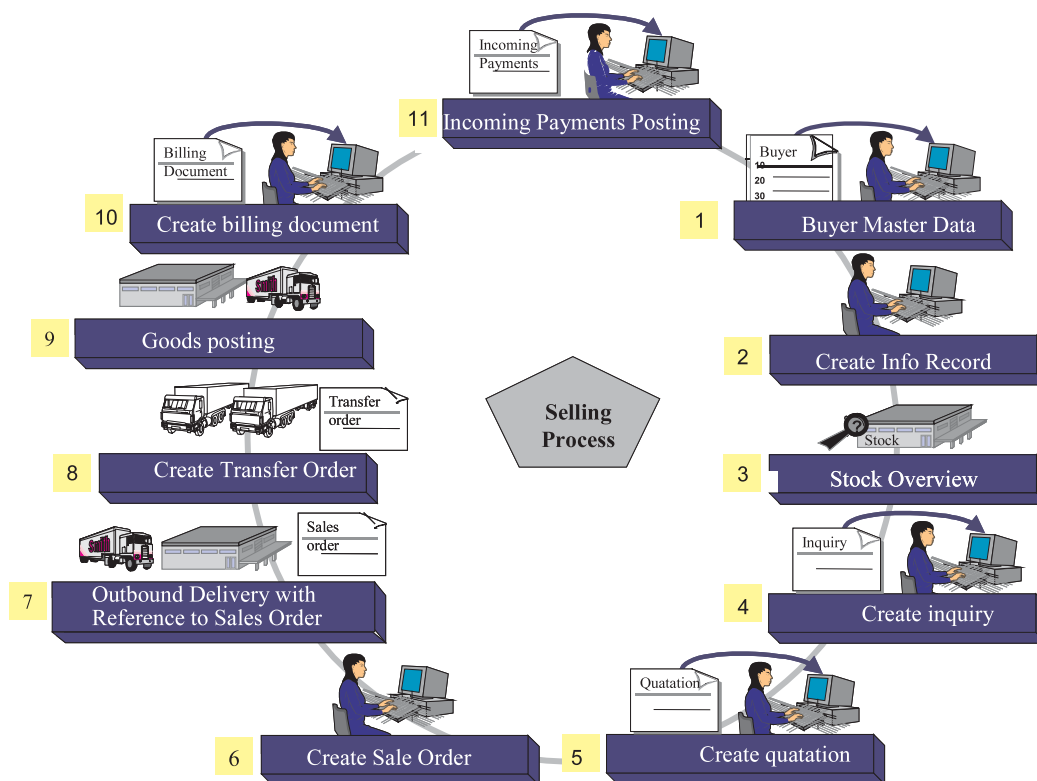 Incoming
Payments
11
Incoming Payments Posting
Billing
Document
10
Create billing document
Buyer
10
20
30
1
Buyer Master Data
Smith
9
Goods posting
2
Create Info Record
Selling
Process
Transfer
order
8
Create Transfer Order
?
Stock
3
Stock Overview
Smith
Sales
order
7
Outbound Delivery with
Reference to Sales Order
Inquiry
4
Create inquiry
6
Create Sale Order
Quatation
5
Create quatation